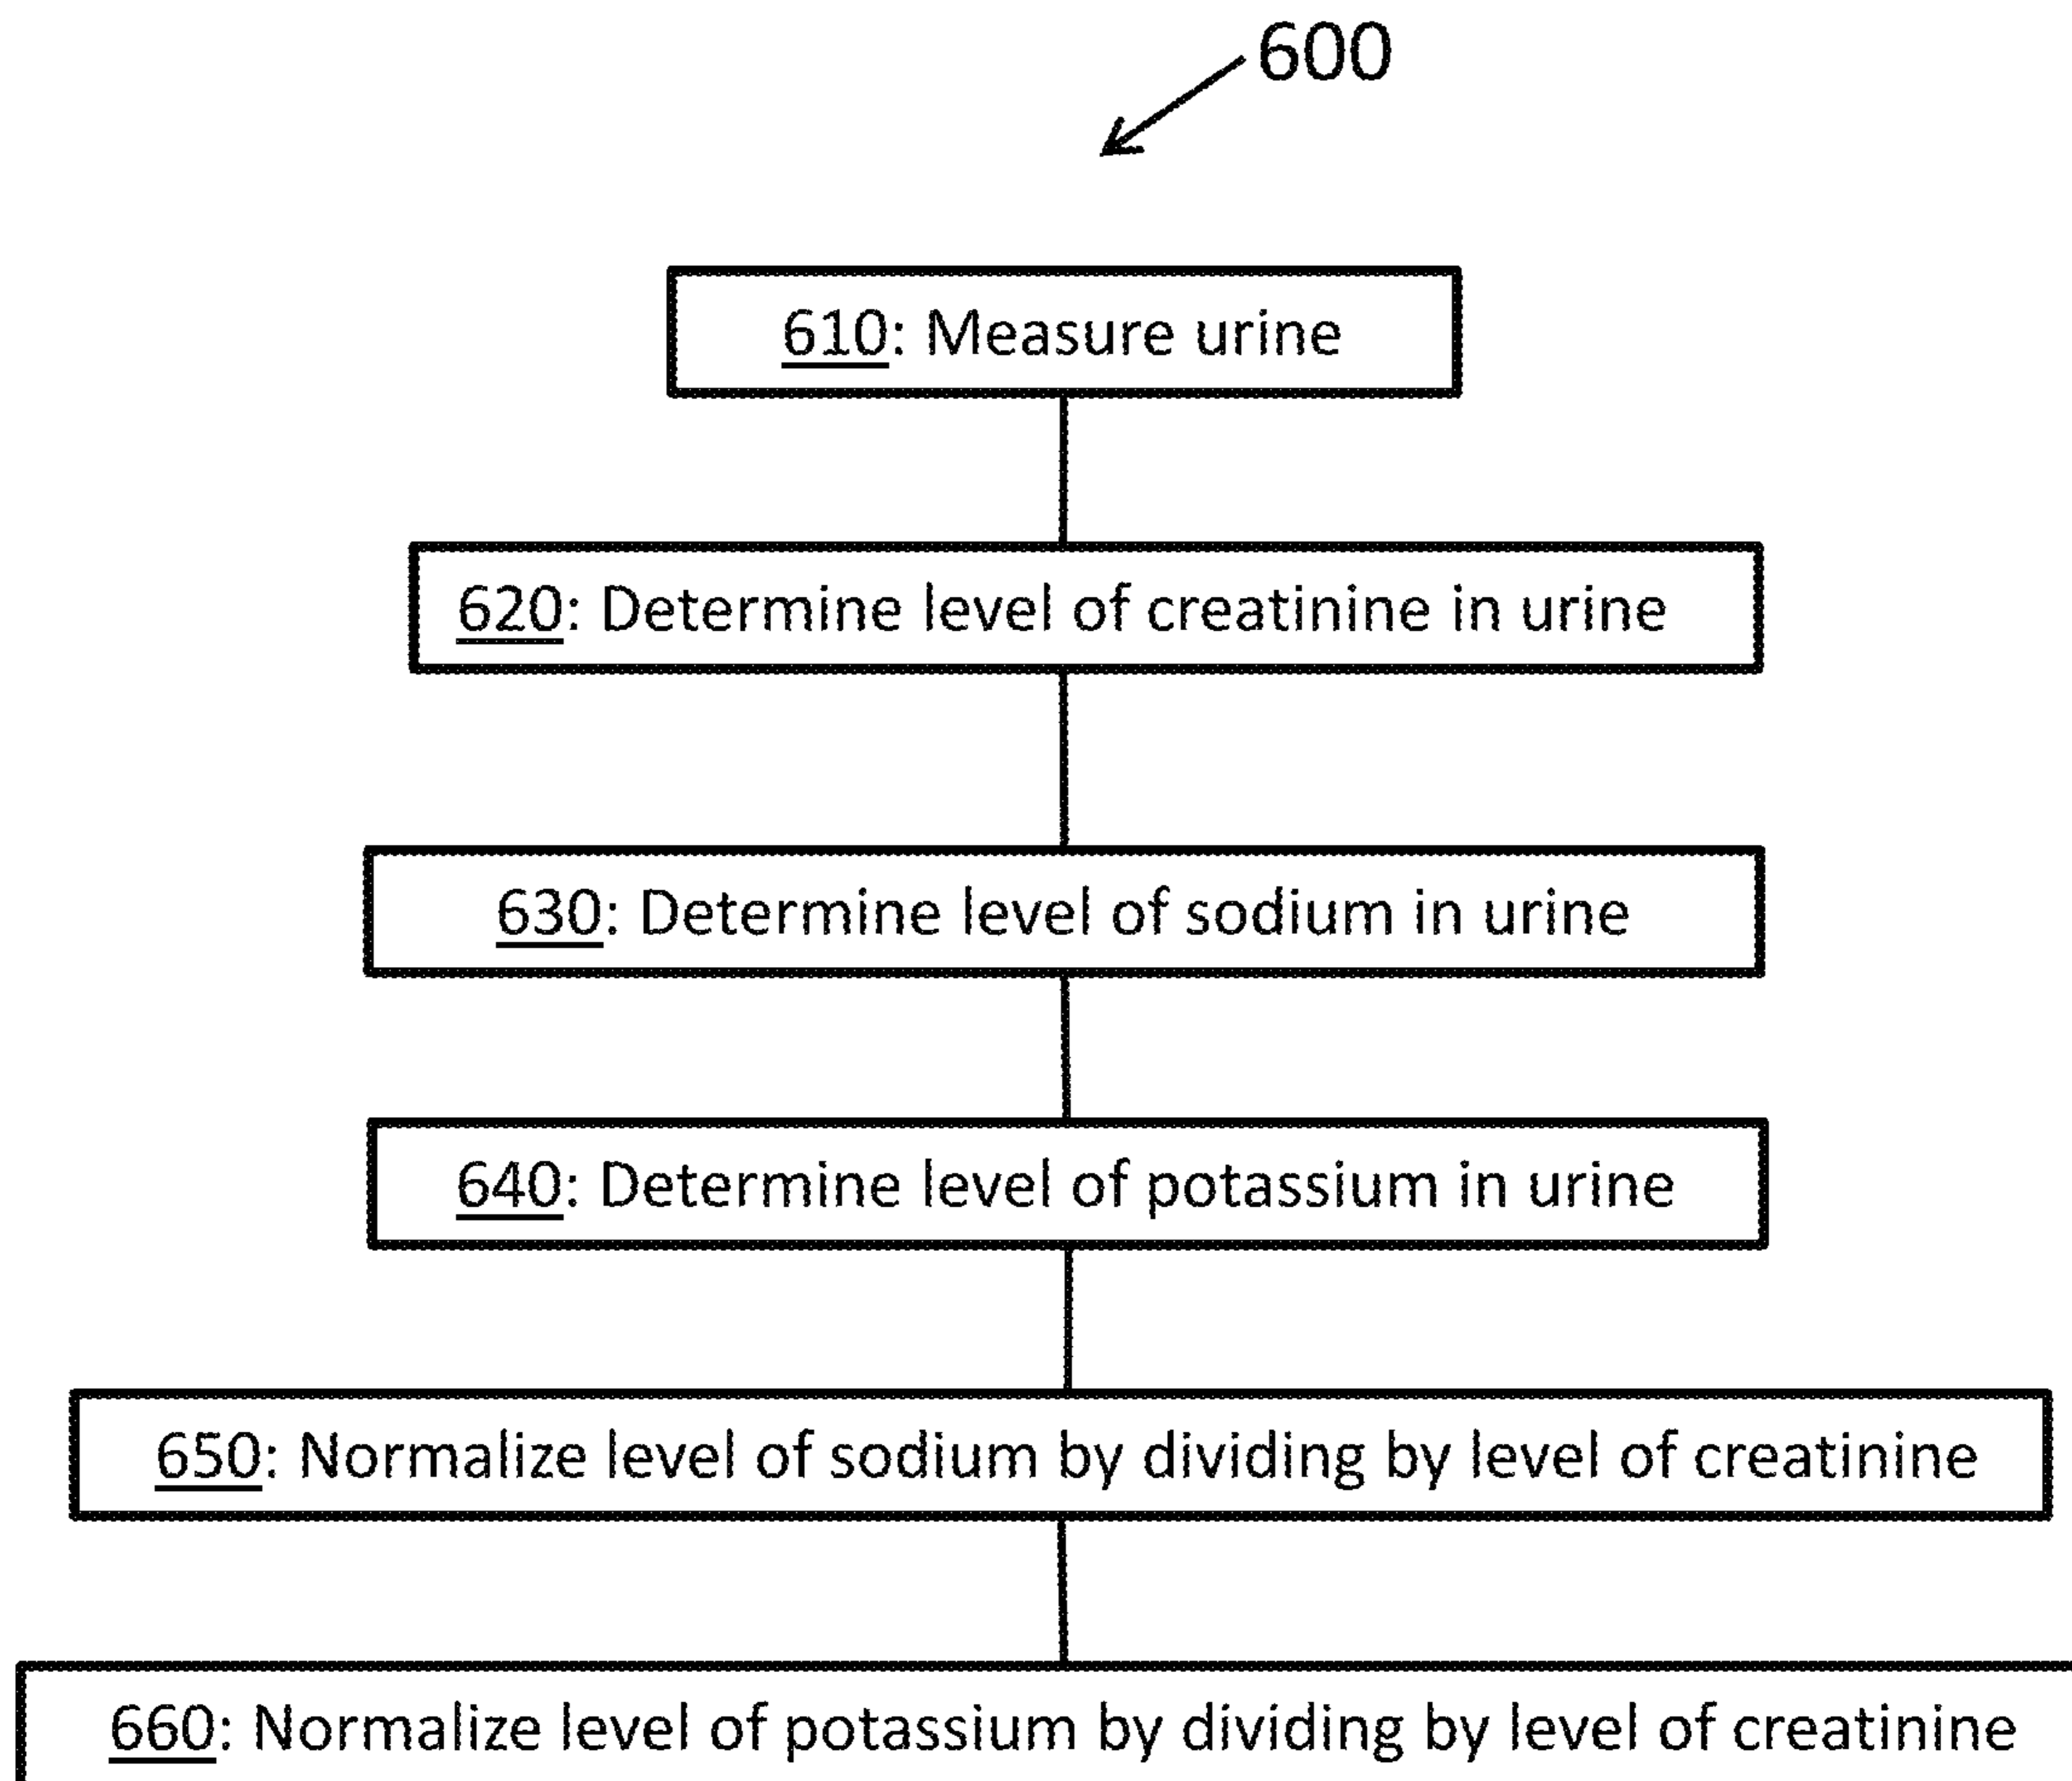 600
610: Measure urine
620: Determine level of creatinine in urine
630: Determine level of sodium in urine
640: Determine level of potassium in urine
650: Normalize level of sodium by dividing by level of creatinine
660: Normalize level of potassium by dividing by level of creatinine